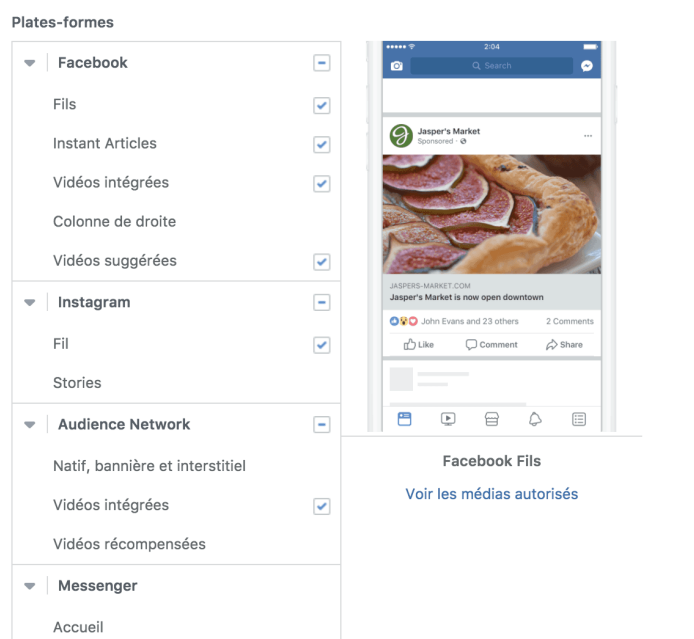 Plates-formes
Facebook
Fils
Instant Articles
Vidéos intégrées
Colonne de droite
Vidéos suggérées
Instagram
Fil
Stories
Audience Network
Natif, bannière et interstitiel
Vidéos intégrées
Vidéos récompensées
Messenger
Accueil
2:04
Search
Jasper's Market
Sponsored ·
JASPERS-MARKET.COM
Jasper's Market is now open downtown
John Evans and 23 others 2 Comments
Like Comment Share
Facebook Fils
Voir les médias autorisés